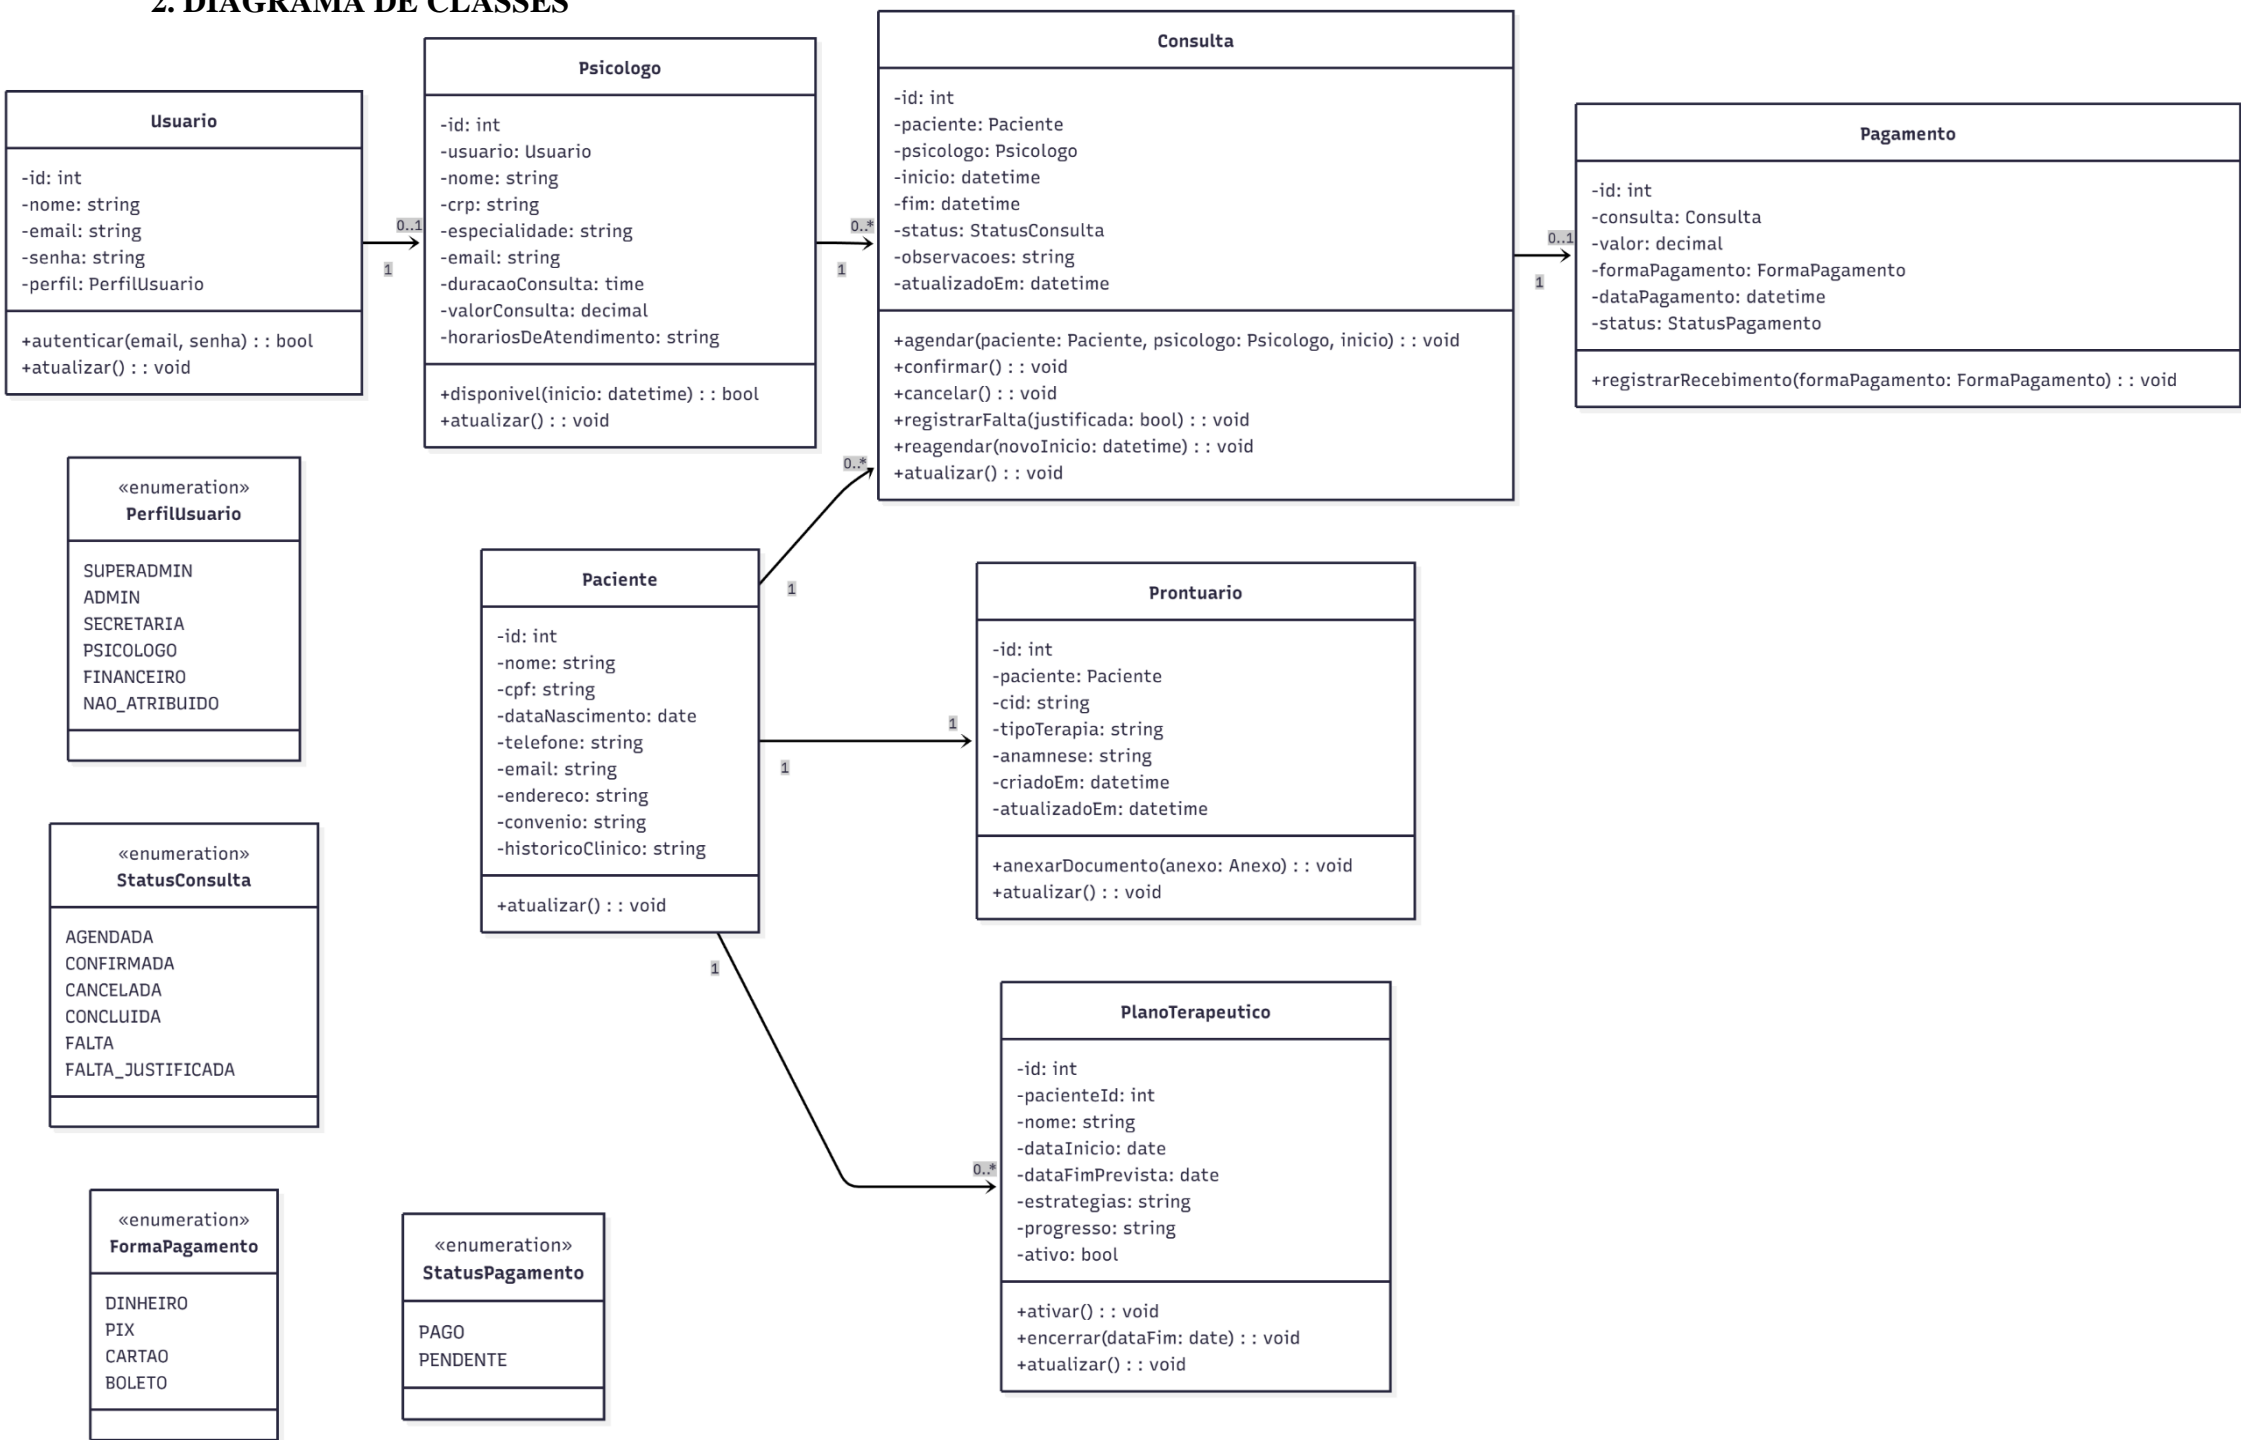 2. DIAGRAMA DE CLASSES
Usuario
-id: int
-nome: string
-email: string
-senha: string
-perfil: PerfilUsuario
+autenticar(email, senha) : : bool
+atualizar() : : void
0..1
1
Psicologo
-id: int
-usuario: Usuario
-nome: string
-crp: string
-especialidade: string
-email: string
-duracaoConsulta: time
-valorConsulta: decimal
-horariosDeAtendimento: string
+disponivel(inicio: datetime) : : bool
+atualizar() : : void
0..*
1
Consulta
-id: int
-paciente: Paciente
-psicologo: Psicologo
-inicio: datetime
-fim: datetime
-status: StatusConsulta
-observacoes: string
-atualizadoEm: datetime
+agendar(paciente: Paciente, psicologo: Psicologo, inicio) : : void
+confirmar() : : void
+cancelar() : : void
+registrarFalta(justificada: bool) : : void
+reagendar(novoInicio: datetime) : : void
+atualizar() : : void
0..1
1
Pagamento
-id: int
-consulta: Consulta
-valor: decimal
-formaPagamento: FormaPagamento
-dataPagamento: datetime
-status: StatusPagamento
+registrarRecebimento(formaPagamento: FormaPagamento) : : void
«enumeration»
PerfilUsuario
SUPERADMIN
ADMIN
SECRETARIA
PSICOLOGO
FINANCEIRO
NAO_ATRIBUIDO
0..*
1
Paciente
-id: int
-nome: string
-cpf: string
-dataNascimento: date
-telefone: string
-email: string
-endereco: string
-convenio: string
-historicoClinico: string
+atualizar() : : void
1
1
Prontuario
-id: int
-paciente: Paciente
-cid: string
-tipoTerapia: string
-anamnese: string
-criadoEm: datetime
-atualizadoEm: datetime
+anexarDocumento(anexo: Anexo) : : void
+atualizar() : : void
«enumeration»
StatusConsulta
AGENDADA
CONFIRMADA
CANCELADA
CONCLUIDA
FALTA
FALTA_JUSTIFICADA
1
0..*
PlanoTerapeutico
-id: int
-pacienteId: int
-nome: string
-dataInicio: date
-dataFimPrevista: date
-estrategias: string
-progresso: string
-ativo: bool
+ativar() : : void
+encerrar(dataFim: date) : : void
+atualizar() : : void
«enumeration»
FormaPagamento
DINHEIRO
PIX
CARTAO
BOLETO
«enumeration»
StatusPagamento
PAGO
PENDENTE